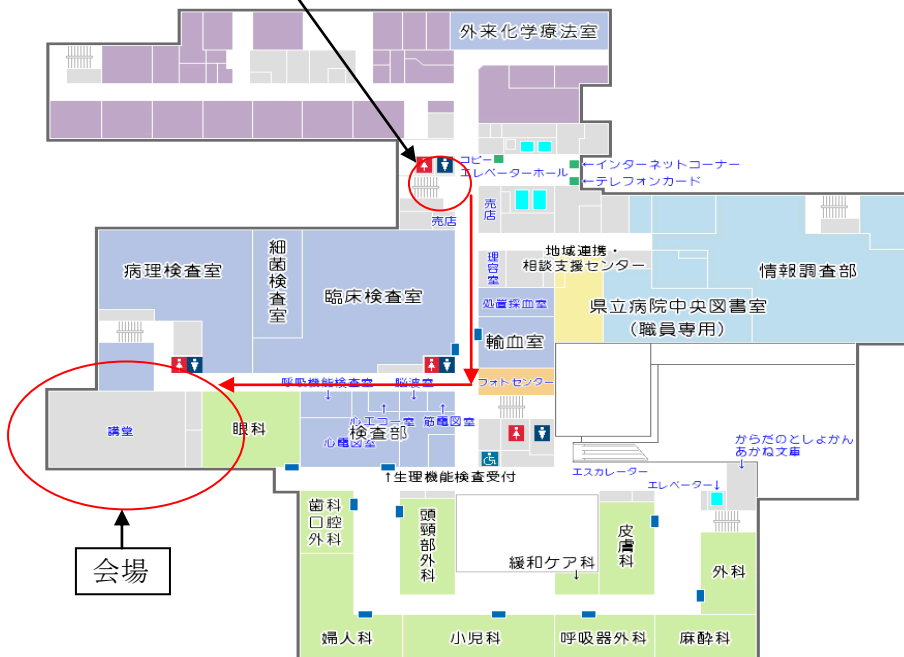 外来化学療法室
コピー
エレベーターホール
←インターネットコーナー
←テレフォンカード
売店
売店
地域連携・
相談支援センター
病理検査室
細菌検査室
臨床検査室
理容室
処置採血室
輸血室
情報調査部
県立病院中央図書室
(職員専用)
フォトセンター
呼吸機能検査室
↓
脳波室
↓
講堂
眼科
↑
心エコー室
↑
筋電図室
検査部
心電図室
↑生理機能検査受付
エスカレーター
からだのとしょかん
あかね文庫
↓
エレベーター↓
会場
歯科
口腔
外科
頭頸部外科
緩和ケア科
↓
皮膚科
外科
婦人科
小児科
呼吸器外科
麻酔科